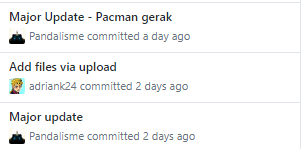 Major Update - Pacman gerak
Pandalisme committed a day ago
Add files via upload
adriank24 committed 2 days ago
Major update
Pandalisme committed 2 days ago